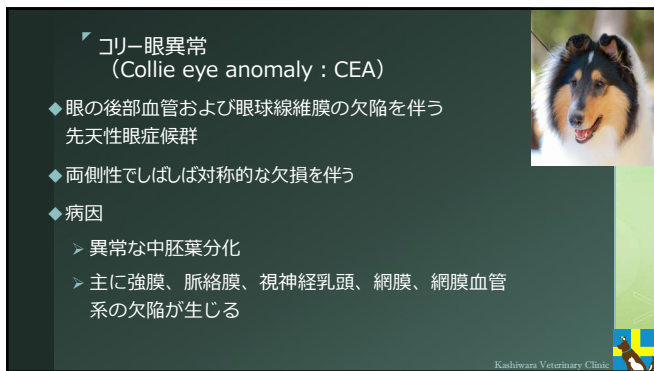 コリー眼異常
（Collie eye anomaly：CEA）
眼の後部血管および眼球線維膜の欠陥を伴う
先天性眼症候群
両側性でしばしば対称的な欠損を伴う
病因
異常な中胚葉分化
主に強膜、脈絡膜、視神経乳頭、網膜、網膜血管
系の欠陥が生じる
Kashiwara Veterinary Clinic